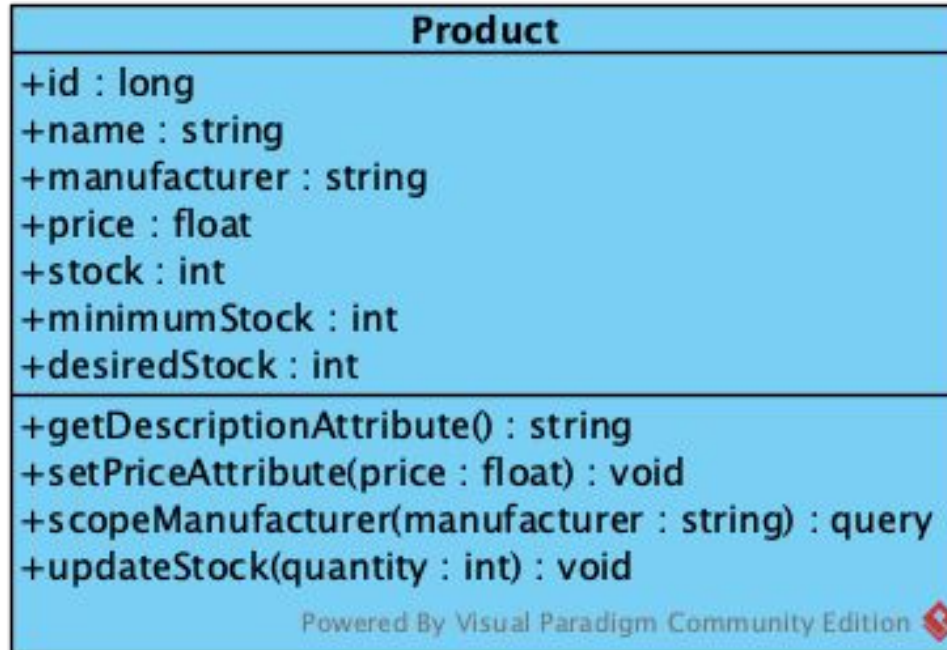 Product
+id : long
+name : string
+manufacturer : string
+price : float
+stock : int
+minimumStock : int
+desiredStock : int
+getDescriptionAttribute() : string
+setPriceAttribute(price : float) : void
+scopeManufacturer(manufacturer : string) : query
+updateStock(quantity : int) : void
Powered By Visual Paradigm Community Edition